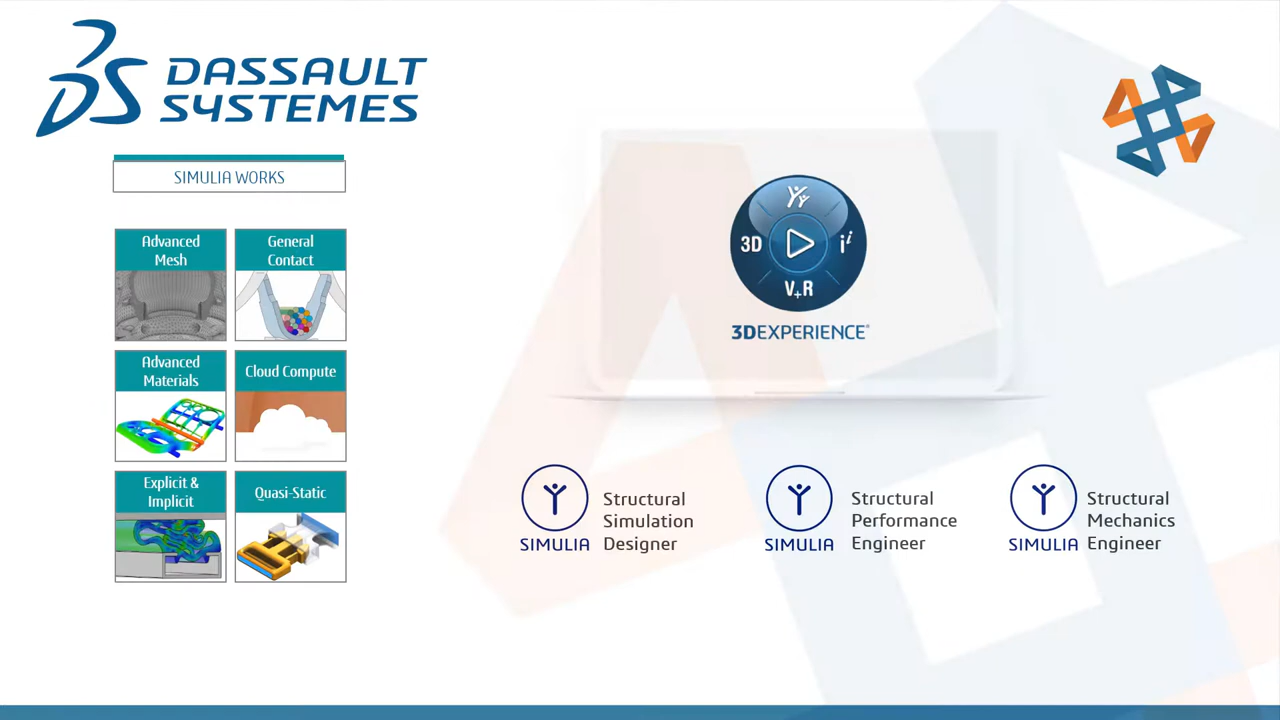 DASSAULT
SYSTEMES
SIMULIA WORKS
Advanced
Mesh
General
Contact
Advanced
Materials
Cloud Compute
Explicit &
Implicit
Quasi-Static
3D
i
V+R
3DEXPERIENCE®
SIMULIA
Structural
Simulation
Designer
SIMULIA
Structural
Performance
Engineer
SIMULIA
Structural
Mechanics
Engineer